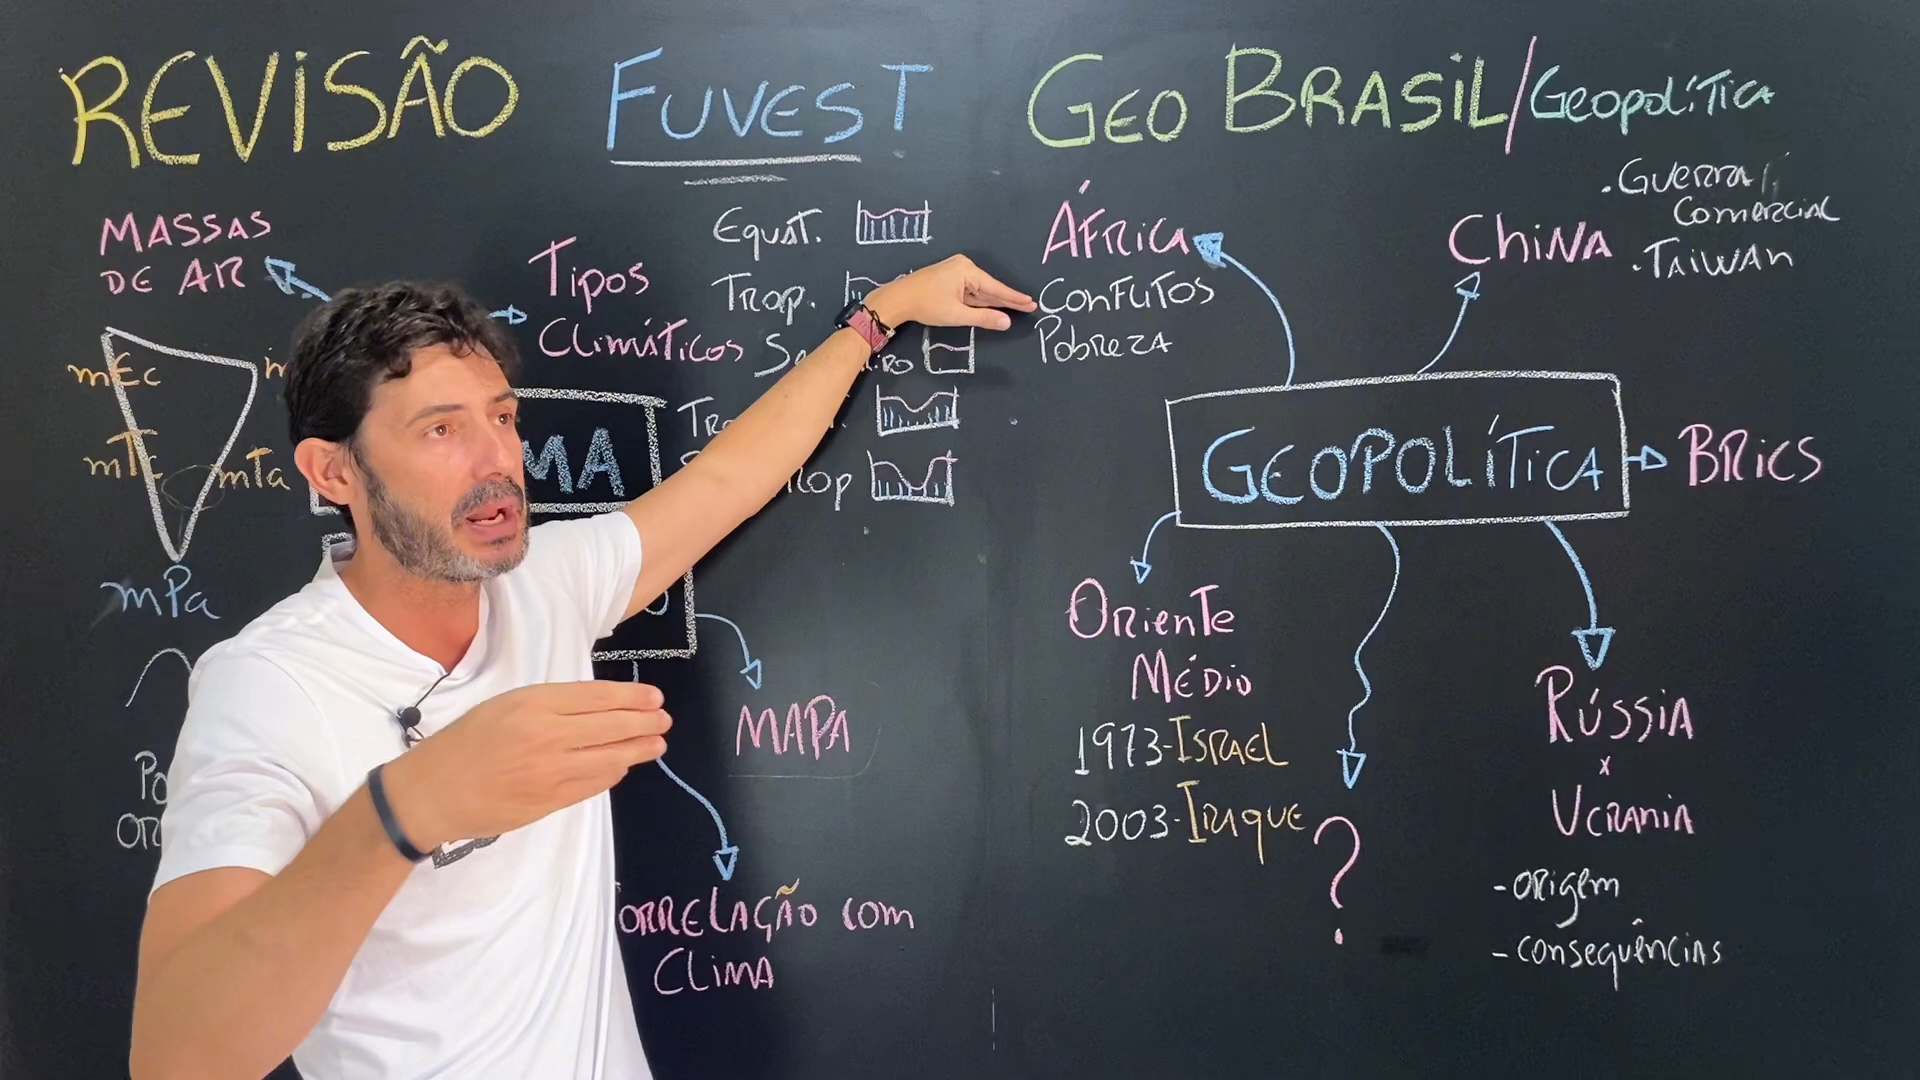 REVISÃO FUVEST GEO BRASIL/Geopolítica
MASSAS
DE AR
mEc
mTc
mTa
mPa
Tipos
Climáticos
Equat.
Trop.
MAPA
Clima
com
África
Conflitos
Pobreza
China
.Guerra
Comercial
.Taiwan
GEOPOLÍTICA
BRICS
Oriente
Médio
1973-Israel
2003-Iraque
?
Rússia
x
Ucrania
-origem
-consequências